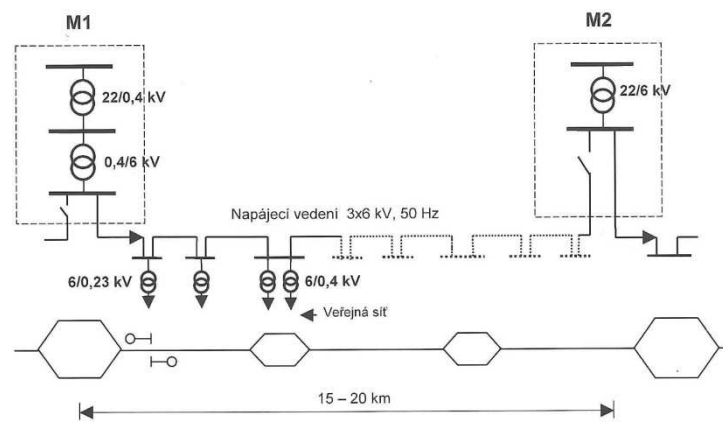 M1
M2
22/0,4 kV
22/6 kV
0,4/6 kV
Napájecí vedení 3x6 kV, 50 Hz
6/0,23 kV
6/0,4 kV
Veřejná síť
15 – 20 km